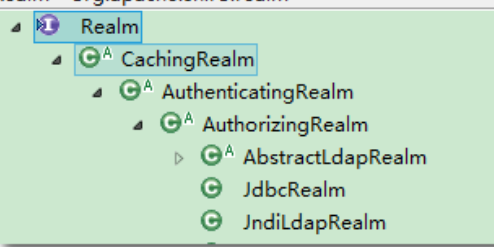 Realm
CachingRealm
AuthenticatingRealm
AuthorizingRealm
AbstractLdapRealm
JdbcRealm
JndiLdapRealm